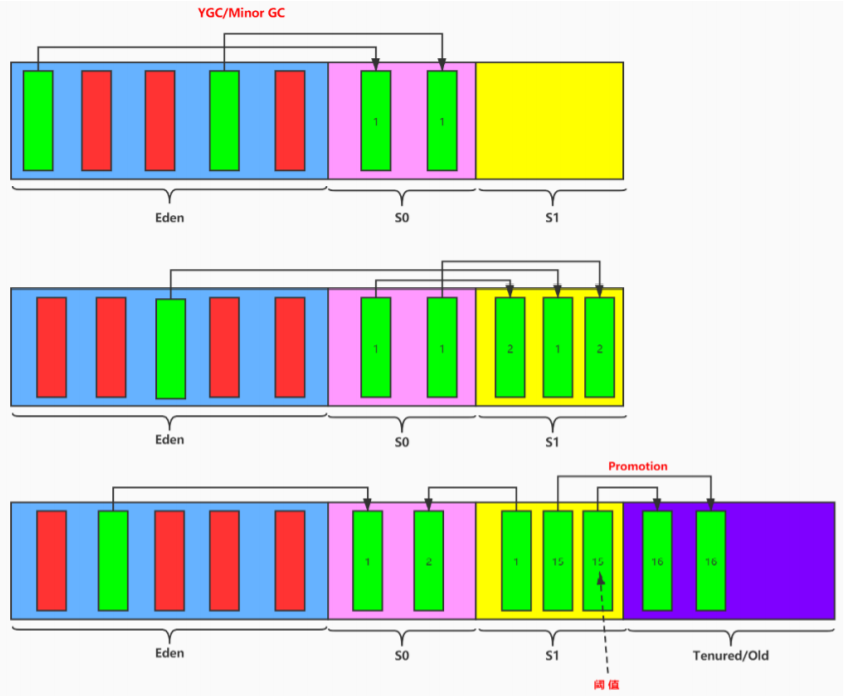 YGC/Minor GC
1 1
Eden S0 S1
1 1 2 1 2
Eden S0 S1
Promotion
1 2 1 15 15 16 16
Eden S0 S1 Tenured/Old
阈值